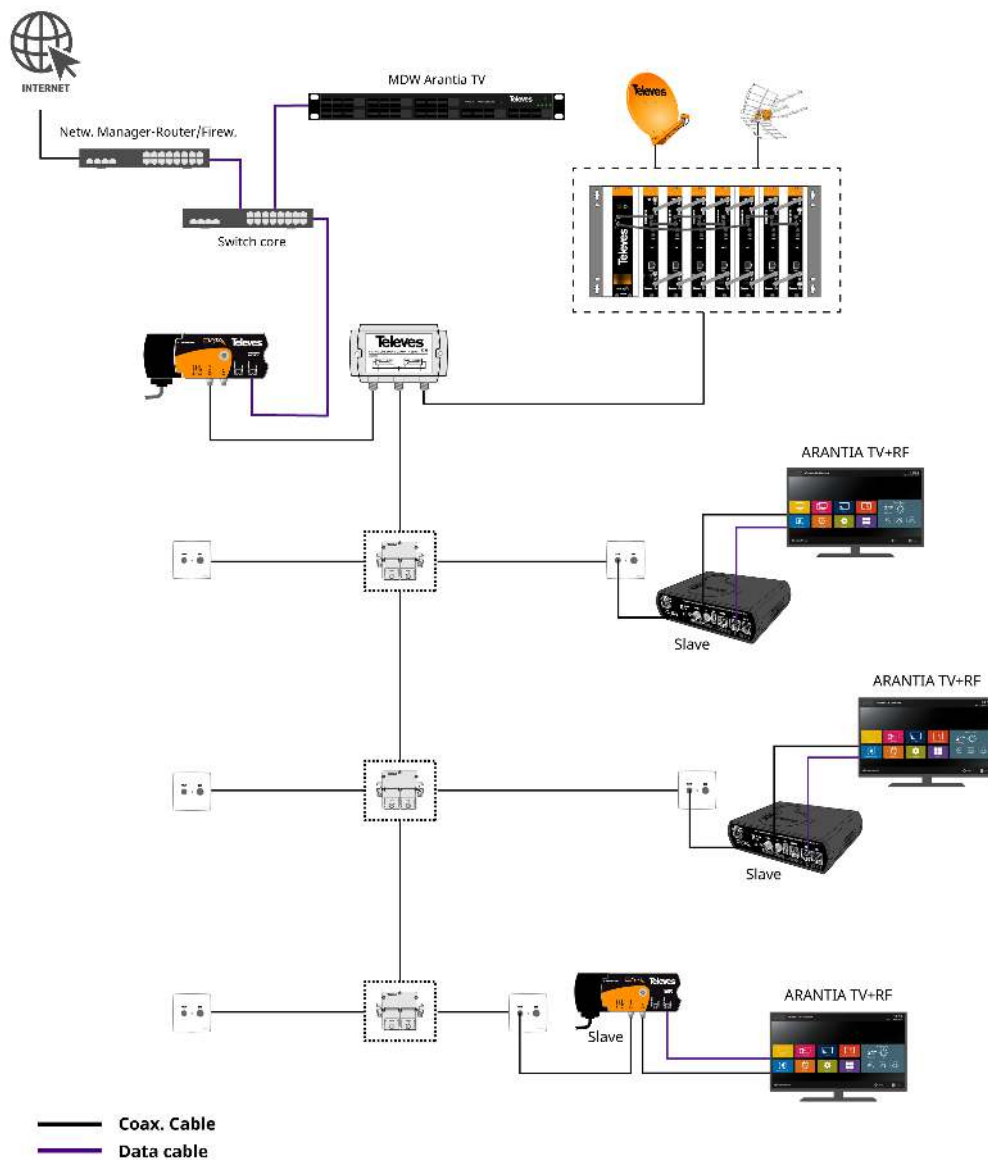 INTERNET
MDW Arantia TV
Televes
Netw. Manager-Router/Firew.
Switch core
Televes
Televes
Televes
Televes
ARANTIA TV+RF
Slave
ARANTIA TV+RF
Slave
Televes
Slave
ARANTIA TV+RF
Coax. Cable
Data cable